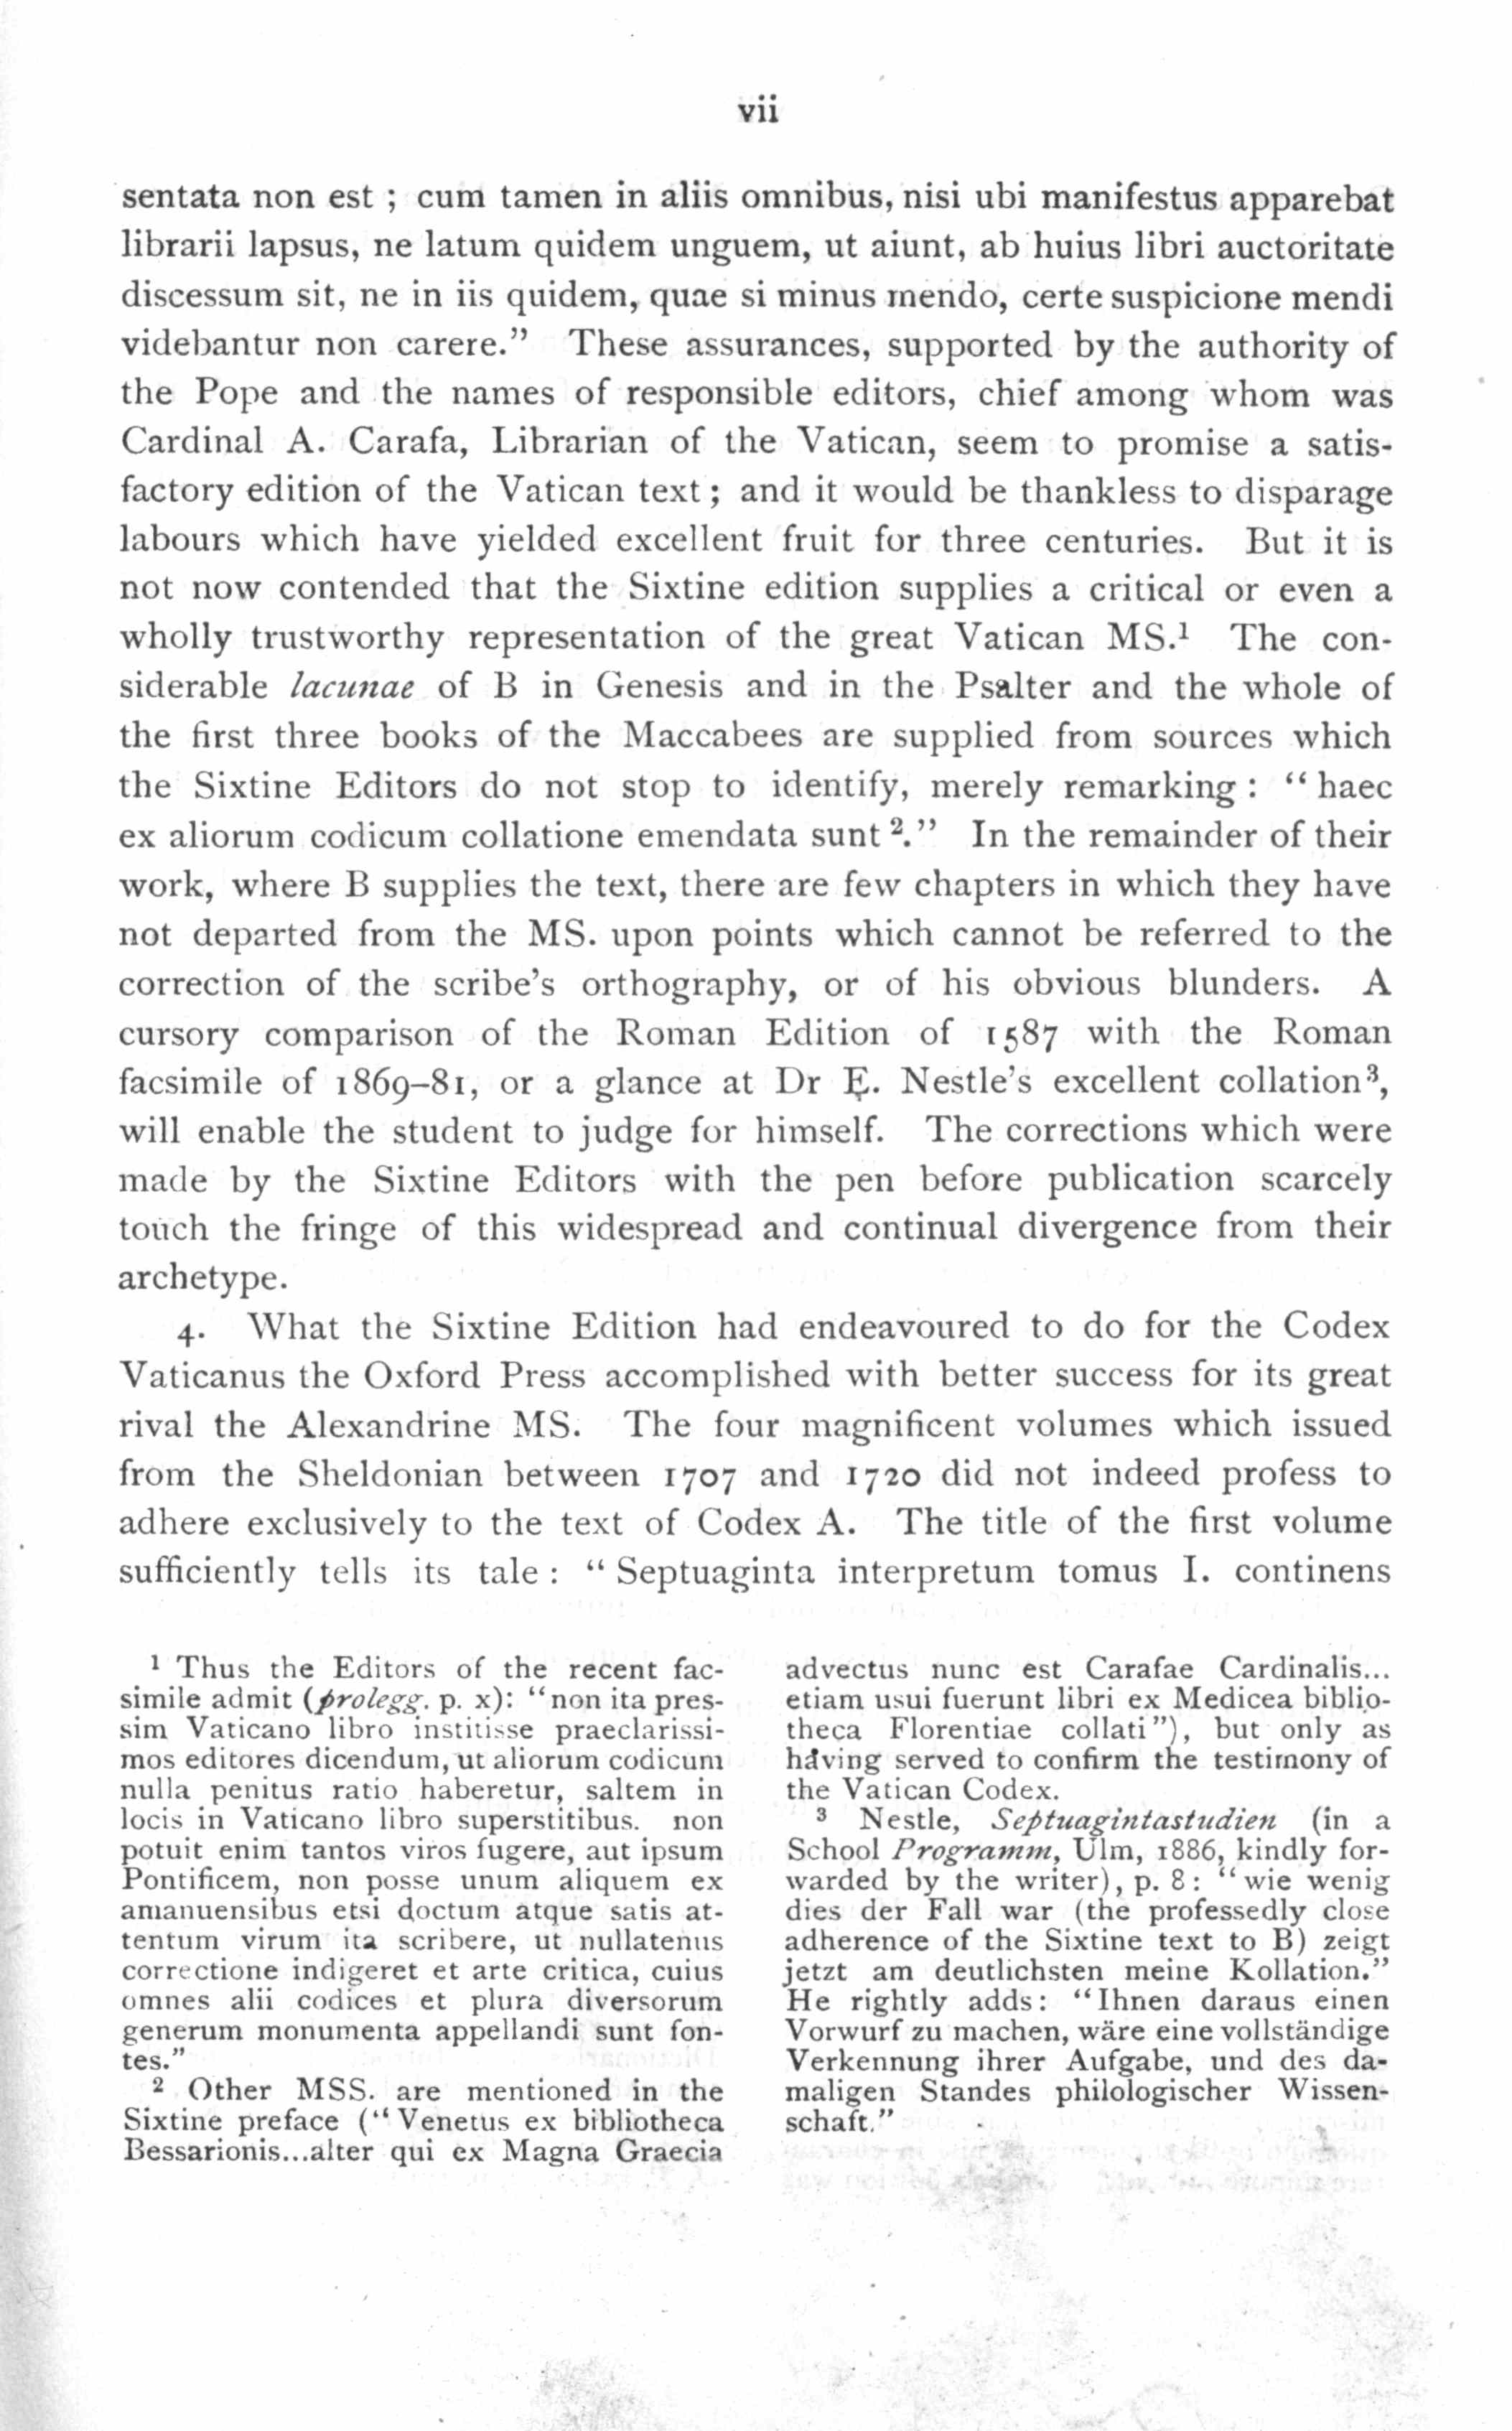 vii
sentata non est ; cum tamen in aliis omnibus, nisi ubi manifestus apparebat
librarii lapsus, ne latum quidem unguem, ut aiunt, ab huius libri auctoritate
discessum sit, ne in iis quidem, quae si minus mendo, certe suspicione mendi
videbantur non carere.” These assurances, supported by the authority of
the Pope and the names of responsible editors, chief among whom was
Cardinal A. Carafa, Librarian of the Vatican, seem to promise a satis-
factory edition of the Vatican text; and it would be thankless to disparage
labours which have yielded excellent fruit for three centuries. But it is
not now contended that the Sixtine edition supplies a critical or even a
wholly trustworthy representation of the great Vatican MS.¹ The con-
siderable lacunae of B in Genesis and in the Psalter and the whole of
the first three books of the Maccabees are supplied from sources which
the Sixtine Editors do not stop to identify, merely remarking : “haec
ex aliorum codicum collatione emendata sunt².” In the remainder of their
work, where B supplies the text, there are few chapters in which they have
not departed from the MS. upon points which cannot be referred to the
correction of the scribe’s orthography, or of his obvious blunders. A
cursory comparison of the Roman Edition of 1587 with the Roman
facsimile of 1869–81, or a glance at Dr E. Nestle’s excellent collation³,
will enable the student to judge for himself. The corrections which were
made by the Sixtine Editors with the pen before publication scarcely
touch the fringe of this widespread and continual divergence from their
archetype.
4. What the Sixtine Edition had endeavoured to do for the Codex
Vaticanus the Oxford Press accomplished with better success for its great
rival the Alexandrine MS. The four magnificent volumes which issued
from the Sheldonian between 1707 and 1720 did not indeed profess to
adhere exclusively to the text of Codex A. The title of the first volume
sufficiently tells its tale : “Septuaginta interpretum tomus I. continens
¹ Thus the Editors of the recent fac-
simile admit (prolegg. p. x): “non ita pres-
sim Vaticano libro institisse praeclarissi-
mos editores dicendum, ut aliorum codicum
nulla penitus ratio haberetur, saltem in
locis in Vaticano libro superstitibus. non
potuit enim tantos viros fugere, aut ipsum
Pontificem, non posse unum aliquem ex
amanuensibus etsi doctum atque satis at-
tentum virum ita scribere, ut nullatenus
correctione indigeret et arte critica, cuius
omnes alii codices et plura diversorum
generum monumenta appellandi sunt fon-
tes.”
² Other MSS. are mentioned in the
Sixtine preface (“Venetus ex bibliotheca
Bessarionis...alter qui ex Magna Graecia
advectus nunc est Carafae Cardinalis...
etiam usui fuerunt libri ex Medicea biblio-
theca Florentiae collati”), but only as
having served to confirm the testimony of
the Vatican Codex.
³ Nestle, Septuagintastudien (in a
School Programm, Ulm, 1886, kindly for-
warded by the writer), p. 8: “wie wenig
dies der Fall war (the professedly close
adherence of the Sixtine text to B) zeigt
jetzt am deutlichsten meine Kollation.”
He rightly adds: “Ihnen daraus einen
Vorwurf zu machen, wäre eine vollständige
Verkennung ihrer Aufgabe, und des da-
maligen Standes philologischer Wissen-
schaft.”